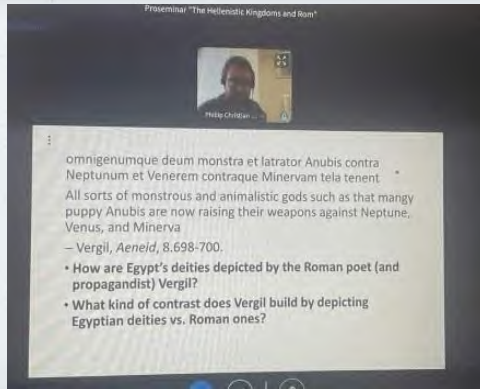 Proseminar "The Hellenistic Kingdoms and Rom"
Phillip Christian
omnigenumque deum monstra et latrator Anubis contra
Neptunum et Venerem contraque Minervam tela tenent
All sorts of monstrous and animalistic gods such as that mangy
puppy Anubis are now raising their weapons against Neptune,
Venus, and Minerva
– Vergil, Aeneid, 8.698-700.
• How are Egypt's deities depicted by the Roman poet (and
propagandist) Vergil?
• What kind of contrast does Vergil build by depicting
Egyptian deities vs. Roman ones?